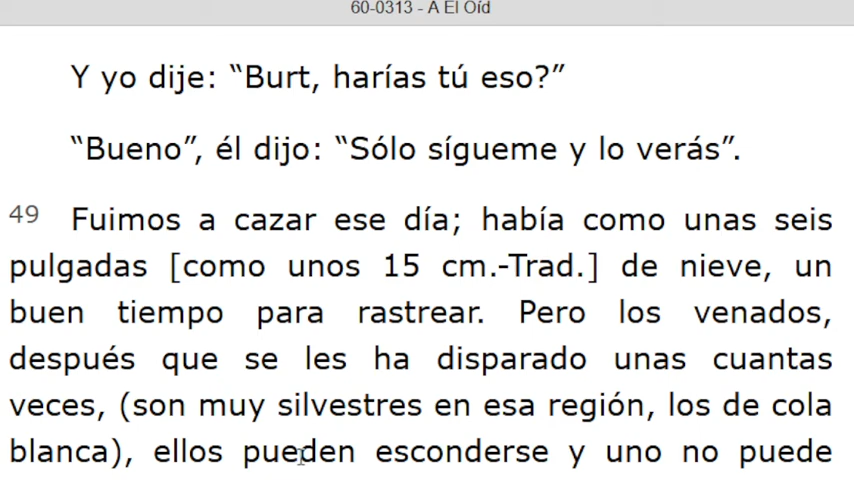 60-0313 - A El Oíd
Y yo dije: “Burt, harías tú eso?”
“Bueno”, él dijo: “Sólo sígueme y lo verás”.
49 Fuimos a cazar ese día; había como unas seis
pulgadas [como unos 15 cm.-Trad.] de nieve, un
buen tiempo para rastrear. Pero los venados,
después que se les ha disparado unas cuantas
veces, (son muy silvestres en esa región, los de cola
blanca), ellos pueden esconderse y uno no puede